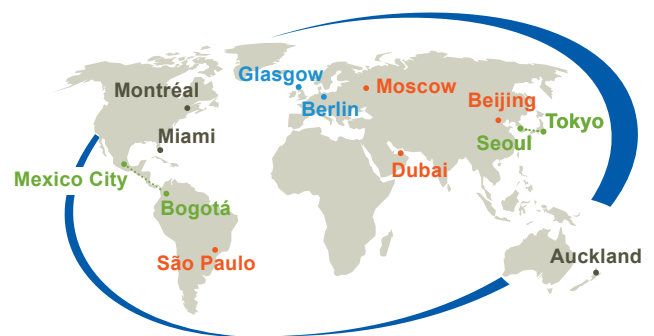 Glasgow
Moscow
Montréal
Berlin
Beijing
Tokyo
Miami
Seoul
Dubai
Mexico City
Bogotá
São Paulo
Auckland